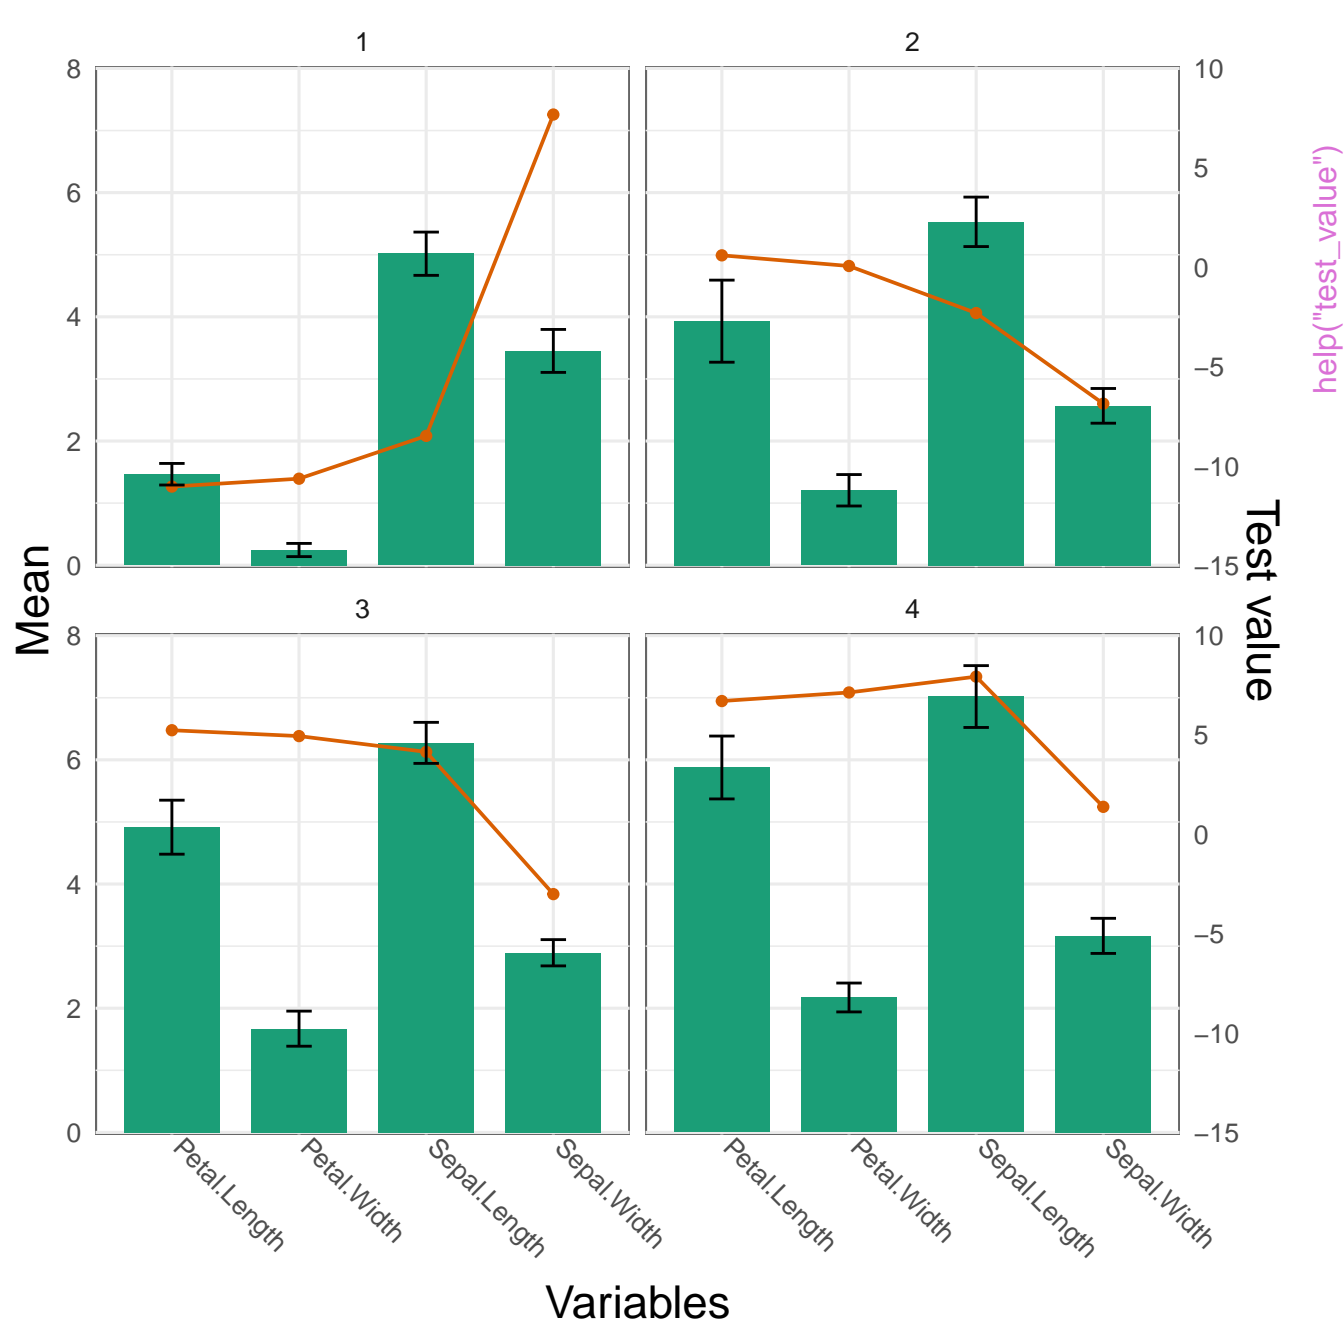 1
2
8
6
4
2
0
10
5
0
−5
−10
−15
help("test_value")
Mean
Test value
3
4
8
6
4
2
0
10
5
0
−5
−10
−15
Petal.Length
Petal.Width
Sepal.Length
Sepal.Width
Petal.Length
Petal.Width
Sepal.Length
Sepal.Width
Variables